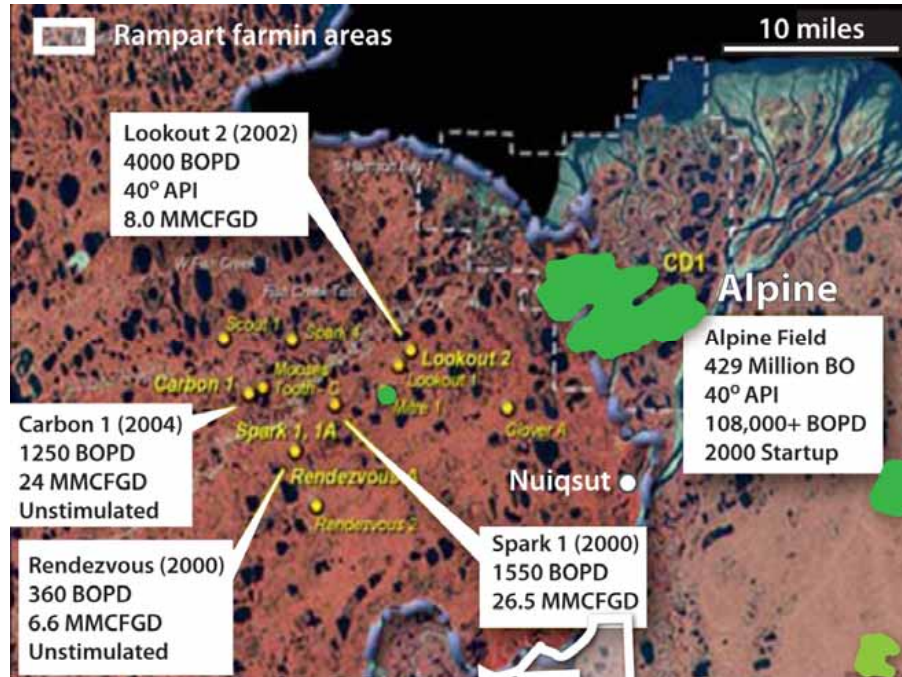 Rampart farmin areas
10 miles
Lookout 2 (2002)
4000 BOPD
40° API
8.0 MMCFGD
CD1
Alpine
Alpine Field
429 Million BO
40° API
108,000+ BOPD
2000 Startup
Scout 1
Spark 4
Lookout 2
Lookout 1
Carbon 1
Mooses
Tooth - C
Mitre 1
Clover A
Spark 1, 1A
Carbon 1 (2004)
1250 BOPD
24 MMCFGD
Unstimulated
Rendezvous A
Nuiqsut
Rendezvous 2
Rendezvous (2000)
360 BOPD
6.6 MMCFGD
Unstimulated
Spark 1 (2000)
1550 BOPD
26.5 MMCFGD